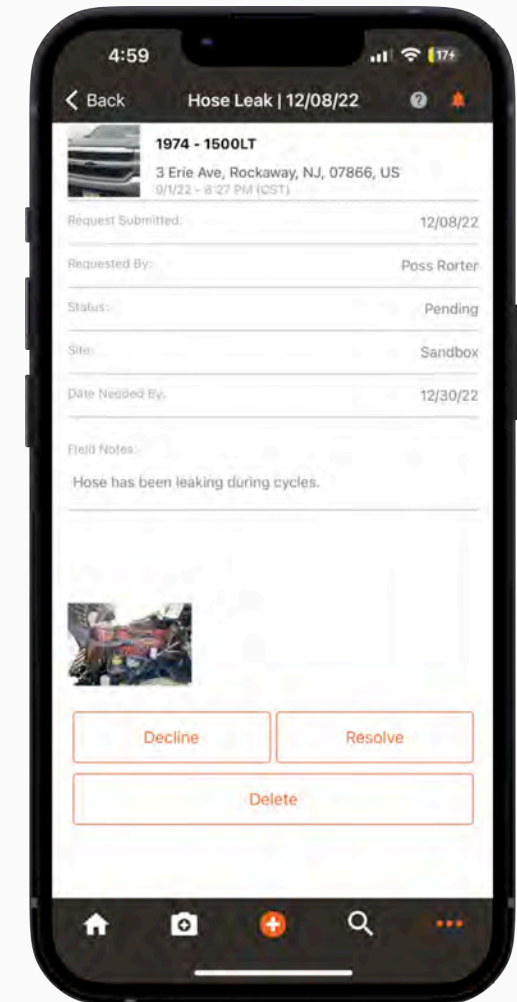 4:59
17+
Back Hose Leak | 12/08/22 ?
1974 - 1500LT
3 Erie Ave, Rockaway, NJ, 07866, US
9/1/22 - 8:27 PM (CST)
Request Submitted: 12/08/22
Requested By: Poss Rorter
Status: Pending
Site: Sandbox
Date Needed By: 12/30/22
Field Notes:
Hose has been leaking during cycles.
Decline Resolve
Delete